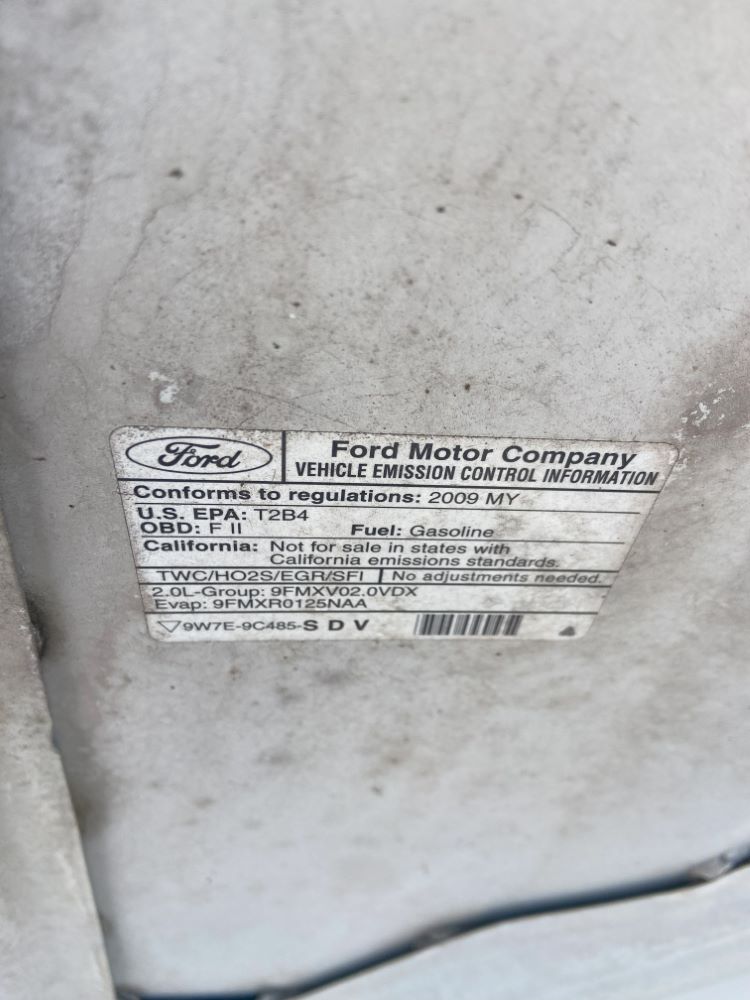 Ford
Ford Motor Company
VEHICLE EMISSION CONTROL INFORMATION
Conforms to regulations: 2009 MY
U.S. EPA: T2B4
OBD: F II Fuel: Gasoline
California: Not for sale in states with
California emissions standards.
TWC/HO2S/EGR/SFI No adjustments needed.
2.0L-Group: 9FMXV02.0VDX
Evap: 9FMXR0125NAA
9W7E-9C485-S D V